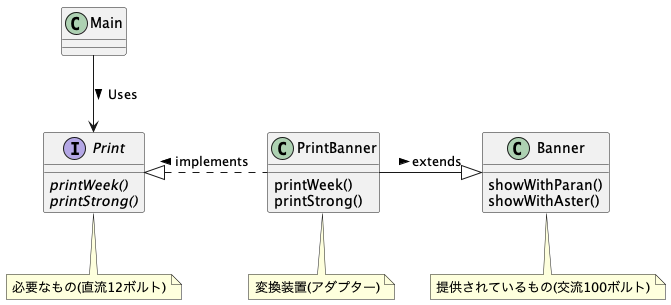 C Main
Uses
I Print
printWeek()
printStrong()
implements
C PrintBanner
printWeek()
printStrong()
extends
C Banner
showWithParan()
showWithAster()
必要なもの(直流12ボルト)
変換装置(アダプター)
提供されているもの(交流100ボルト)